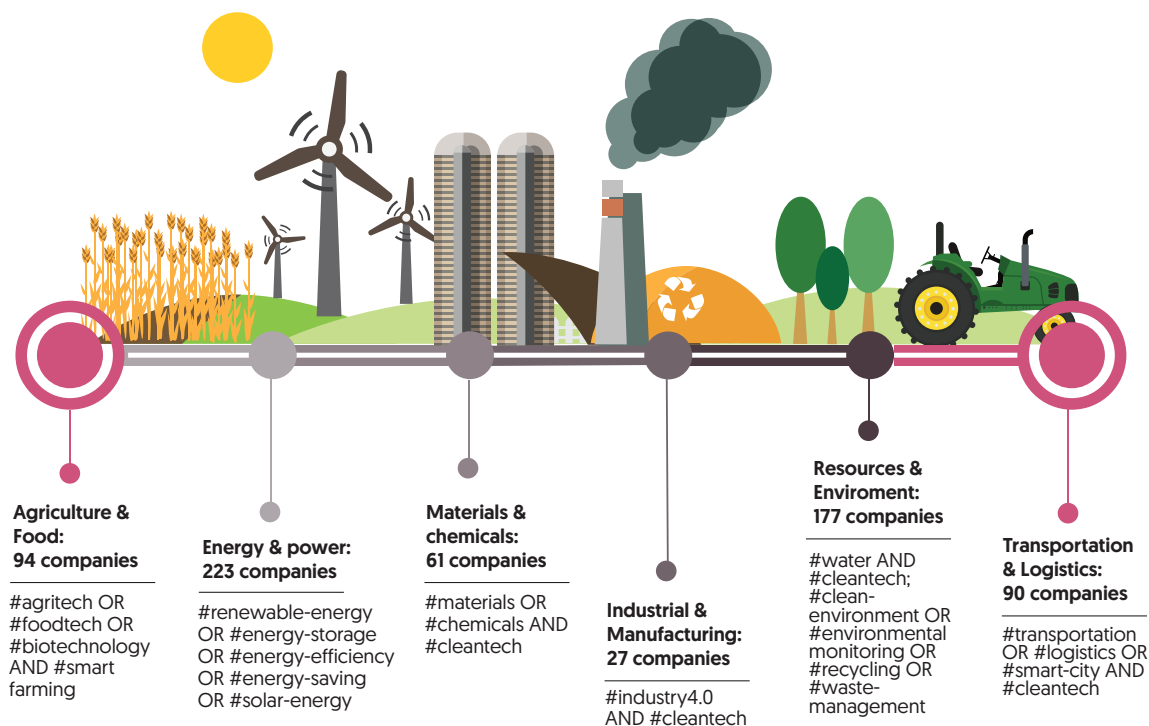 Agriculture &
Food:
94 companies
#agritech OR
#foodtech OR
#biotechnology
AND #smart
farming
Energy & power:
223 companies
#renewable-energy
OR #energy-storage
OR #energy-efficiency
OR #energy-saving
OR #solar-energy
Materials &
chemicals:
61 companies
#materials OR
#chemicals AND
#cleantech
Industrial &
Manufacturing:
27 companies
#industry4.0
AND #cleantech
Resources &
Enviroment:
177 companies
#water AND
#cleantech;
#clean-
environment OR
#environmental
monitoring OR
#recycling OR
#waste-
management
Transportation
& Logistics:
90 companies
#transportation
OR #logistics OR
#smart-city AND
#cleantech